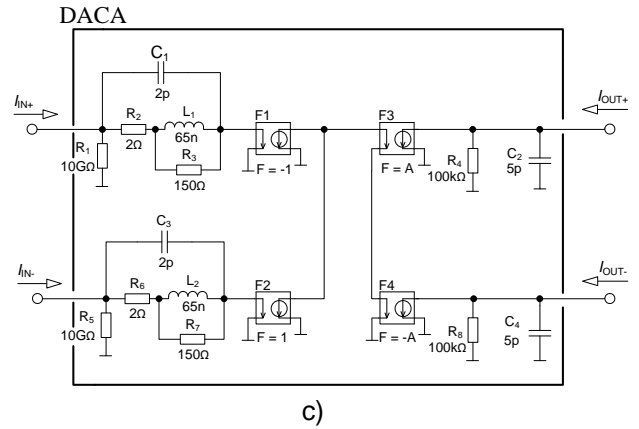 DACA
C1
2p
IIN+
R2
2Ω
L1
65n
R3
150Ω
R1
10GΩ
F1
F = -1
F3
F = A
R4
100kΩ
C2
5p
IOUT+
C3
2p
IIN-
R6
2Ω
L2
65n
R7
150Ω
R5
10GΩ
F2
F = 1
F4
F = -A
R8
100kΩ
C4
5p
IOUT-
c)